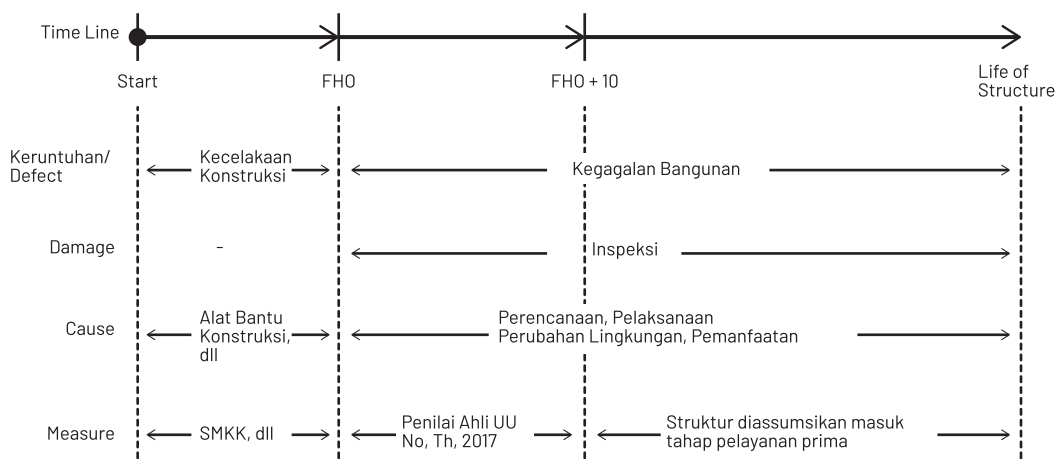 Time Line
Start
FHO
FHO + 10
Life of
Structure
Keruntuhan/
Defect
Kecelakaan
Konstruksi
Kegagalan Bangunan
Damage
-
Inspeksi
Cause
Alat Bantu
Konstruksi,
dll
Perencanaan, Pelaksanaan
Perubahan Lingkungan, Pemanfaatan
Measure
SMKK, dll
Penilai Ahli UU
No, Th, 2017
Struktur diassumsikan masuk
tahap pelayanan prima